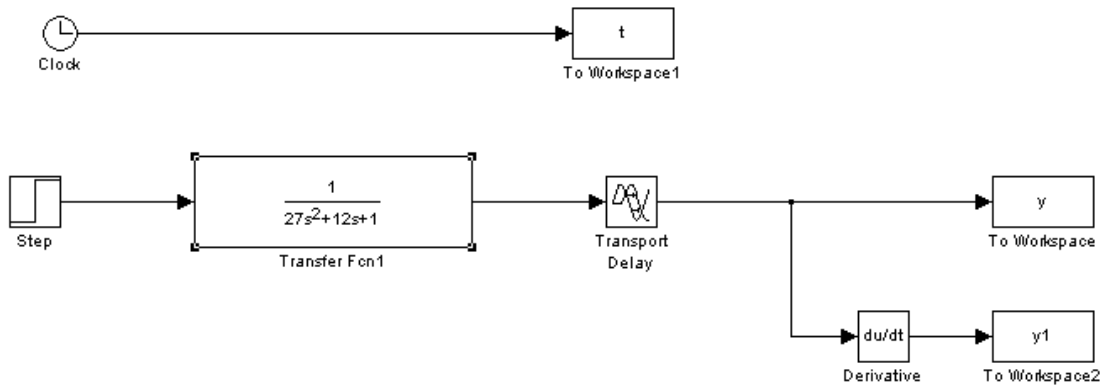 t
Clock
To Workspace1
1
27s²+12s+1
Step
Transfer Fcn1
Transport
Delay
y
To Workspace
du/dt
Derivative
y1
To Workspace2